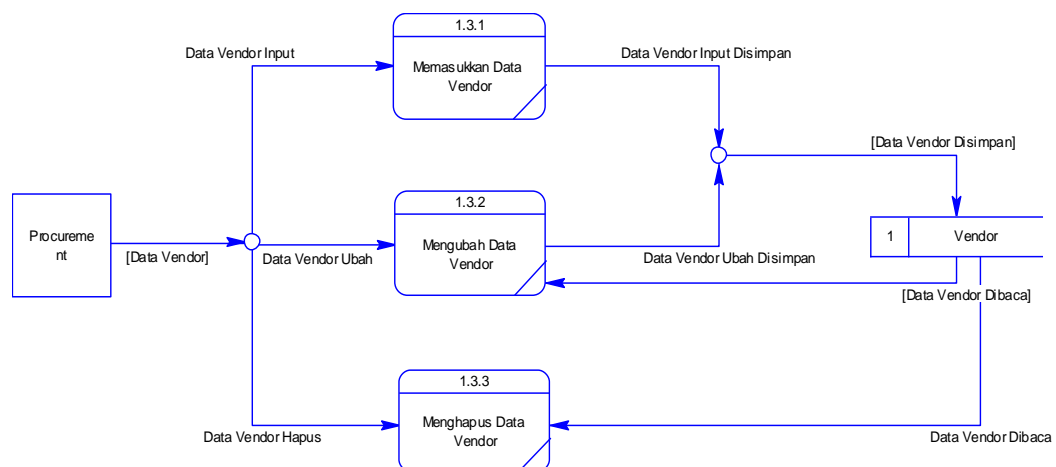 1.3.1
Data Vendor Input
Data Vendor Input Disimpan
Memasukkan Data
Vendor
[Data Vendor Disimpan]
1.3.2
Procureme
nt
1
Vendor
Mengubah Data
Vendor
[Data Vendor]
Data Vendor Ubah
Data Vendor Ubah Disimpan
[Data Vendor Dibaca]
1.3.3
Menghapus Data
Vendor
Data Vendor Hapus
Data Vendor Dibaca